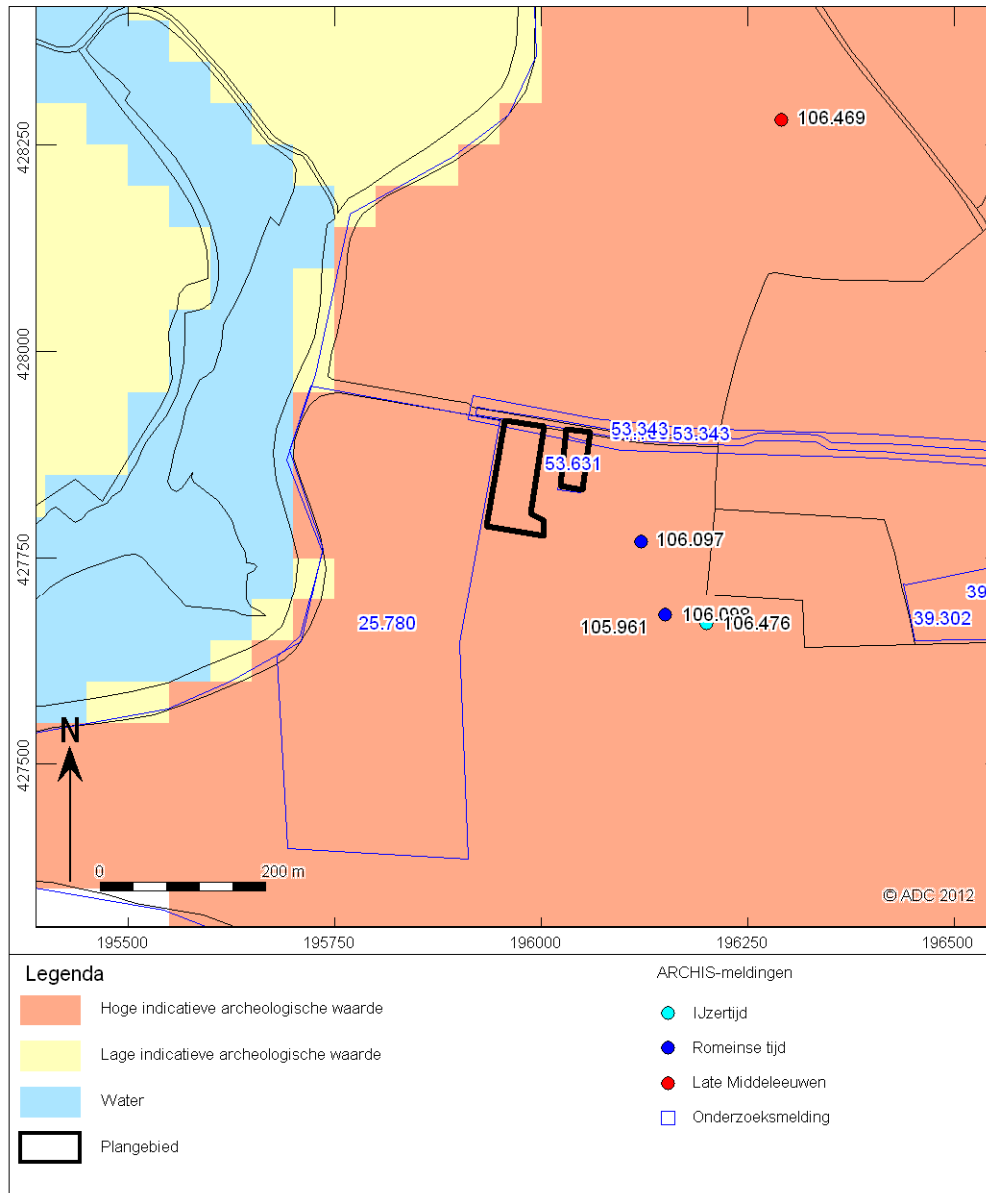 106.469
428250
428000
53.343
53.343
53.631
106.097
427750
106.098
105.961
106.476
25.780
39
39.302
N
427500
0
200 m
© ADC 2012
195500
195750
196000
196250
196500
Legenda
Hoge indicatieve archeologische waarde
Lage indicatieve archeologische waarde
Water
Plangebied
ARCHIS-meldingen
IJzertijd
Romeinse tijd
Late Middeleeuwen
Onderzoeksmelding